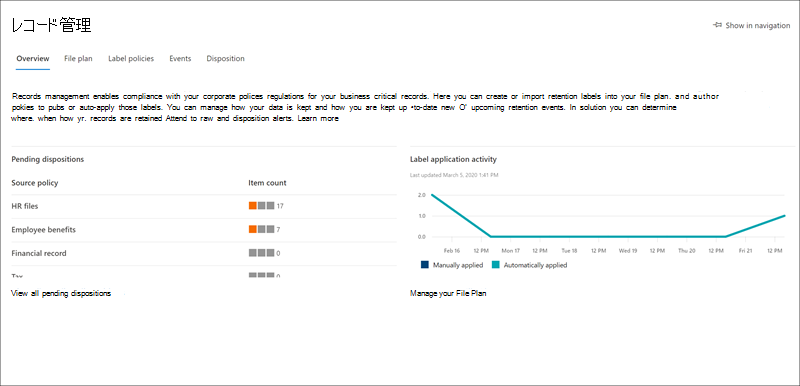 レコード管理
Show in navigation
Overview File plan Label policies Events Disposition
Records management enables compliance with your corporate polices regulations for your business critical records. Here you can create or import retention labels into your file plan. and author
pokies to pubs or auto-apply those labels. You can manage how your data is kept and how you are kept up •to-date new O' upcoming retention events. In solution you can determine
where. when how yr. records are retained Attend to raw and disposition alerts. Learn more
Pending dispositions
Source policy Item count
HR files 17
Employee benefits 7
Financial record 0
Tax 0
View all pending dispositions
Label application activity
Last updated March 5, 2020 1:41 PM
2.0
1.0
0.0
Feb 16 12 PM Mon 17 12 PM Tue 18 12 PM Wed 19 12 PM Thu 20 12 PM Fri 21 12 PM
Manually applied Automatically applied
Manage your File Plan